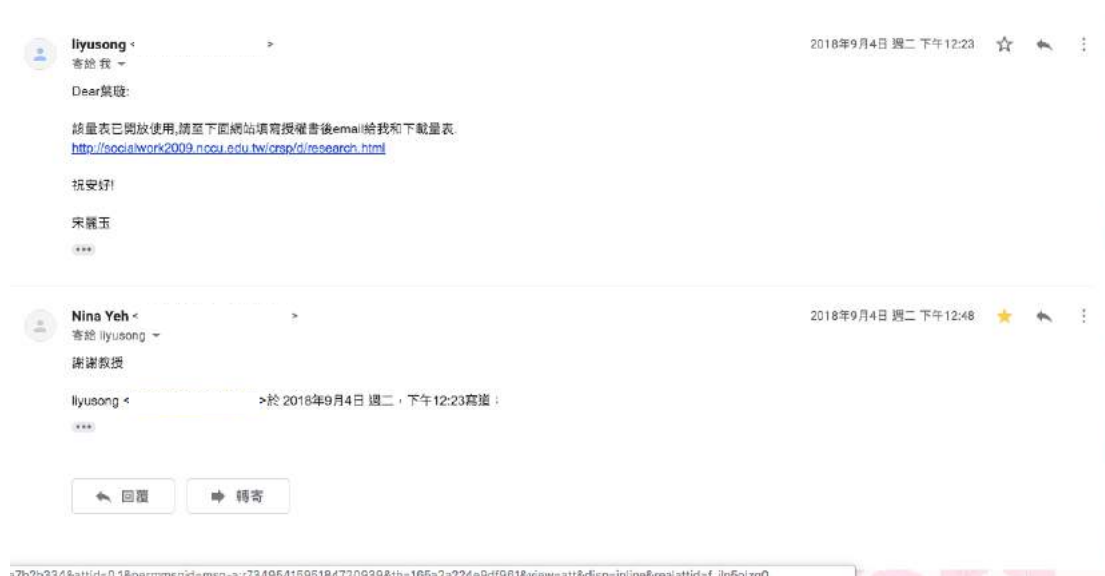 liyusong < >
2018年9月4日 週二 下午12:23
寄給 我
Dear葉璇:
該量表已開放使用,請至下面網站填寫授權書後email給我和下載量表.
http://socialwork2009.nccu.edu.tw/crsp/d/research.html
祝安好!
宋麗玉
Nina Yeh < >
2018年9月4日 週二 下午12:48
寄給 liyusong
謝謝教授
liyusong < >於 2018年9月4日 週二,下午12:23寫道:
回覆
轉寄